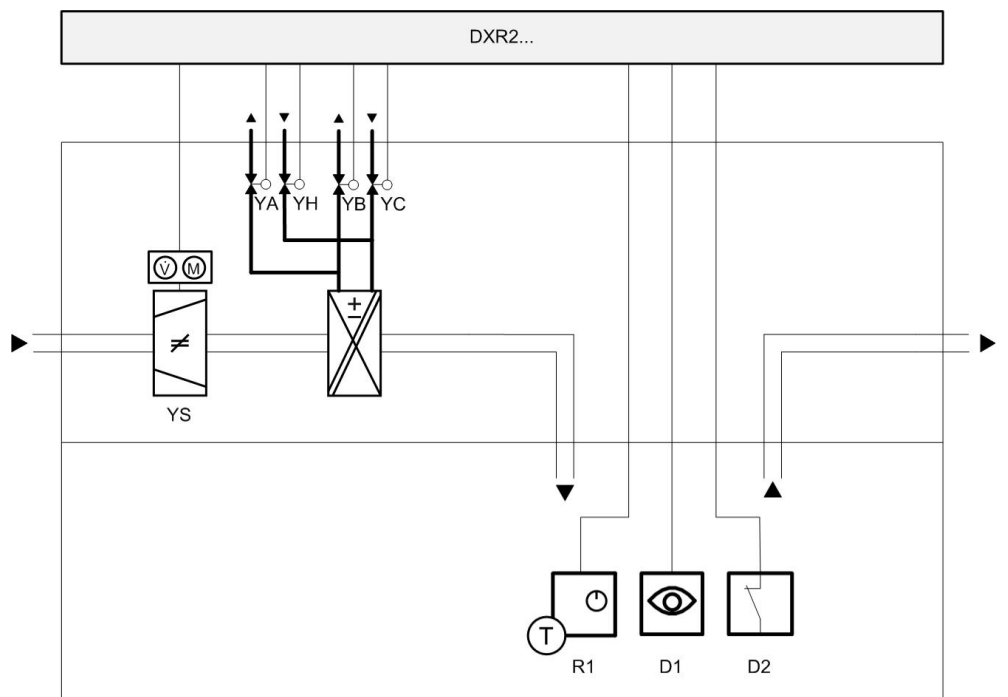 DXR2...
YA YH YB YC
V̇ M
+
−
≠
YS
T
R1 D1 D2